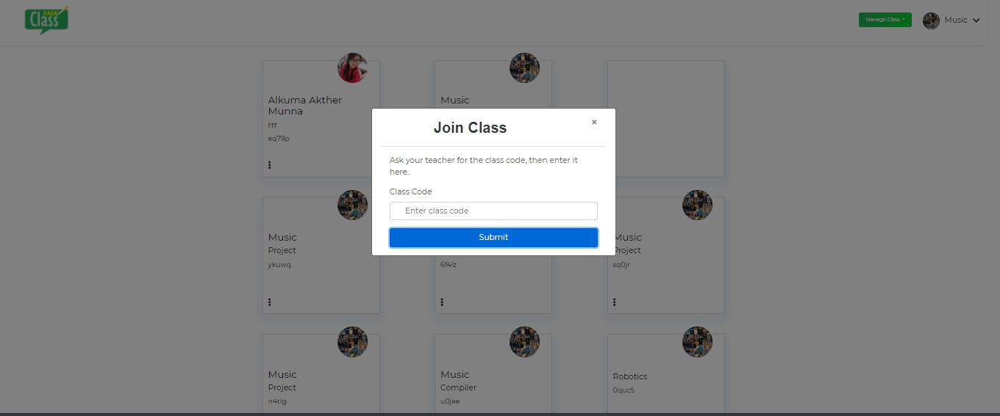 TALK
Class
Manage Class
Music
Alkuma Akther
Munna
rrr
eq79p
Music
Join Class
×
Ask your teacher for the class code, then enter it
here.
Class Code
Enter class code
Submit
Music
Project
ykuwq
6f4lz
Music
Project
sq0jr
Music
Project
n4tig
Music
Compiler
u0jae
Robotics
0quc5